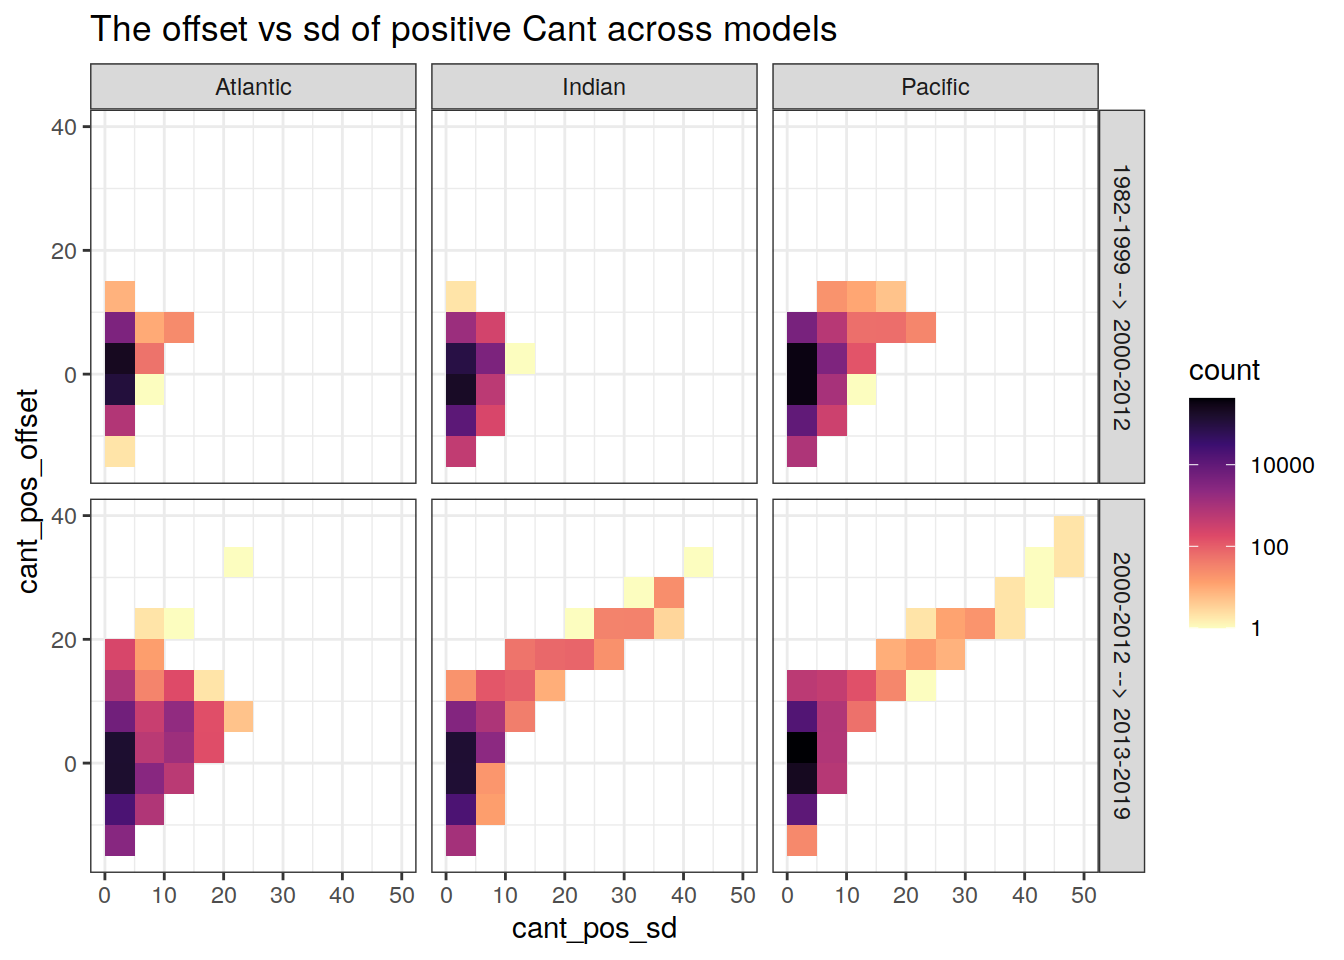 The offset vs sd of positive Cant across models
Atlantic
Indian
Pacific
40
20
0
1982-1999 --> 2000-2012
40
20
0
2000-2012 --> 2013-2019
cant_pos_offset
0 10 20 30 40 50
0 10 20 30 40 50
0 10 20 30 40 50
cant_pos_sd
count
10000
100
1